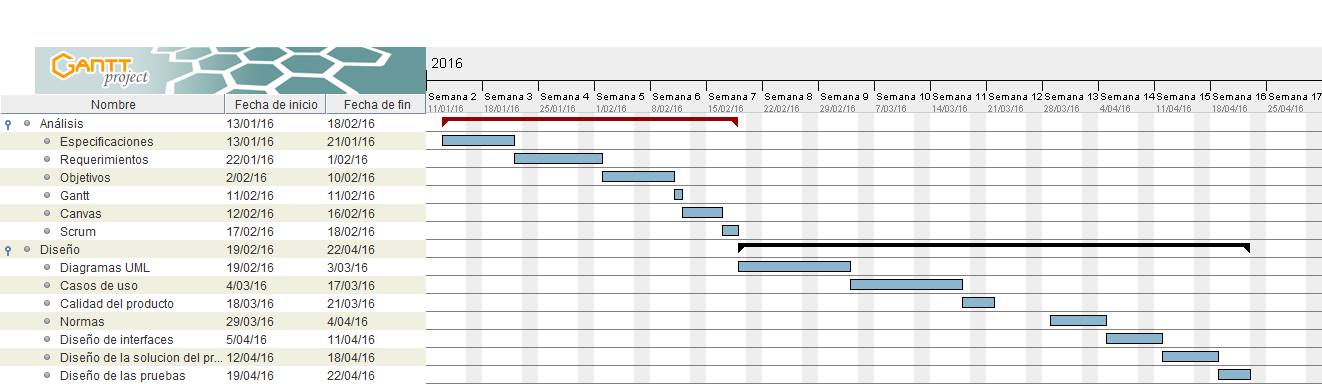 GANTT project
2016
Semana 2 Semana 3 Semana 4 Semana 5 Semana 6 Semana 7 Semana 8 Semana 9 Semana 10 Semana 11 Semana 12 Semana 13 Semana 14 Semana 15 Semana 16 Semana 17
Nombre Fecha de inicio Fecha de fin 11/01/16 18/01/16 25/01/16 1/02/16 8/02/16 15/02/16 22/02/16 29/02/16 7/03/16 14/03/16 21/03/16 28/03/16 4/04/16 11/04/16 18/04/16 25/04/16
Análisis 13/01/16 18/02/16
Especificaciones 13/01/16 21/01/16
Requerimientos 22/01/16 1/02/16
Objetivos 2/02/16 10/02/16
Gantt 11/02/16 11/02/16
Canvas 12/02/16 16/02/16
Scrum 17/02/16 18/02/16
Diseño 19/02/16 22/04/16
Diagramas UML 19/02/16 3/03/16
Casos de uso 4/03/16 17/03/16
Calidad del producto 18/03/16 21/03/16
Normas 29/03/16 4/04/16
Diseño de interfaces 5/04/16 11/04/16
Diseño de la solucion del pr... 12/04/16 18/04/16
Diseño de las pruebas 19/04/16 22/04/16